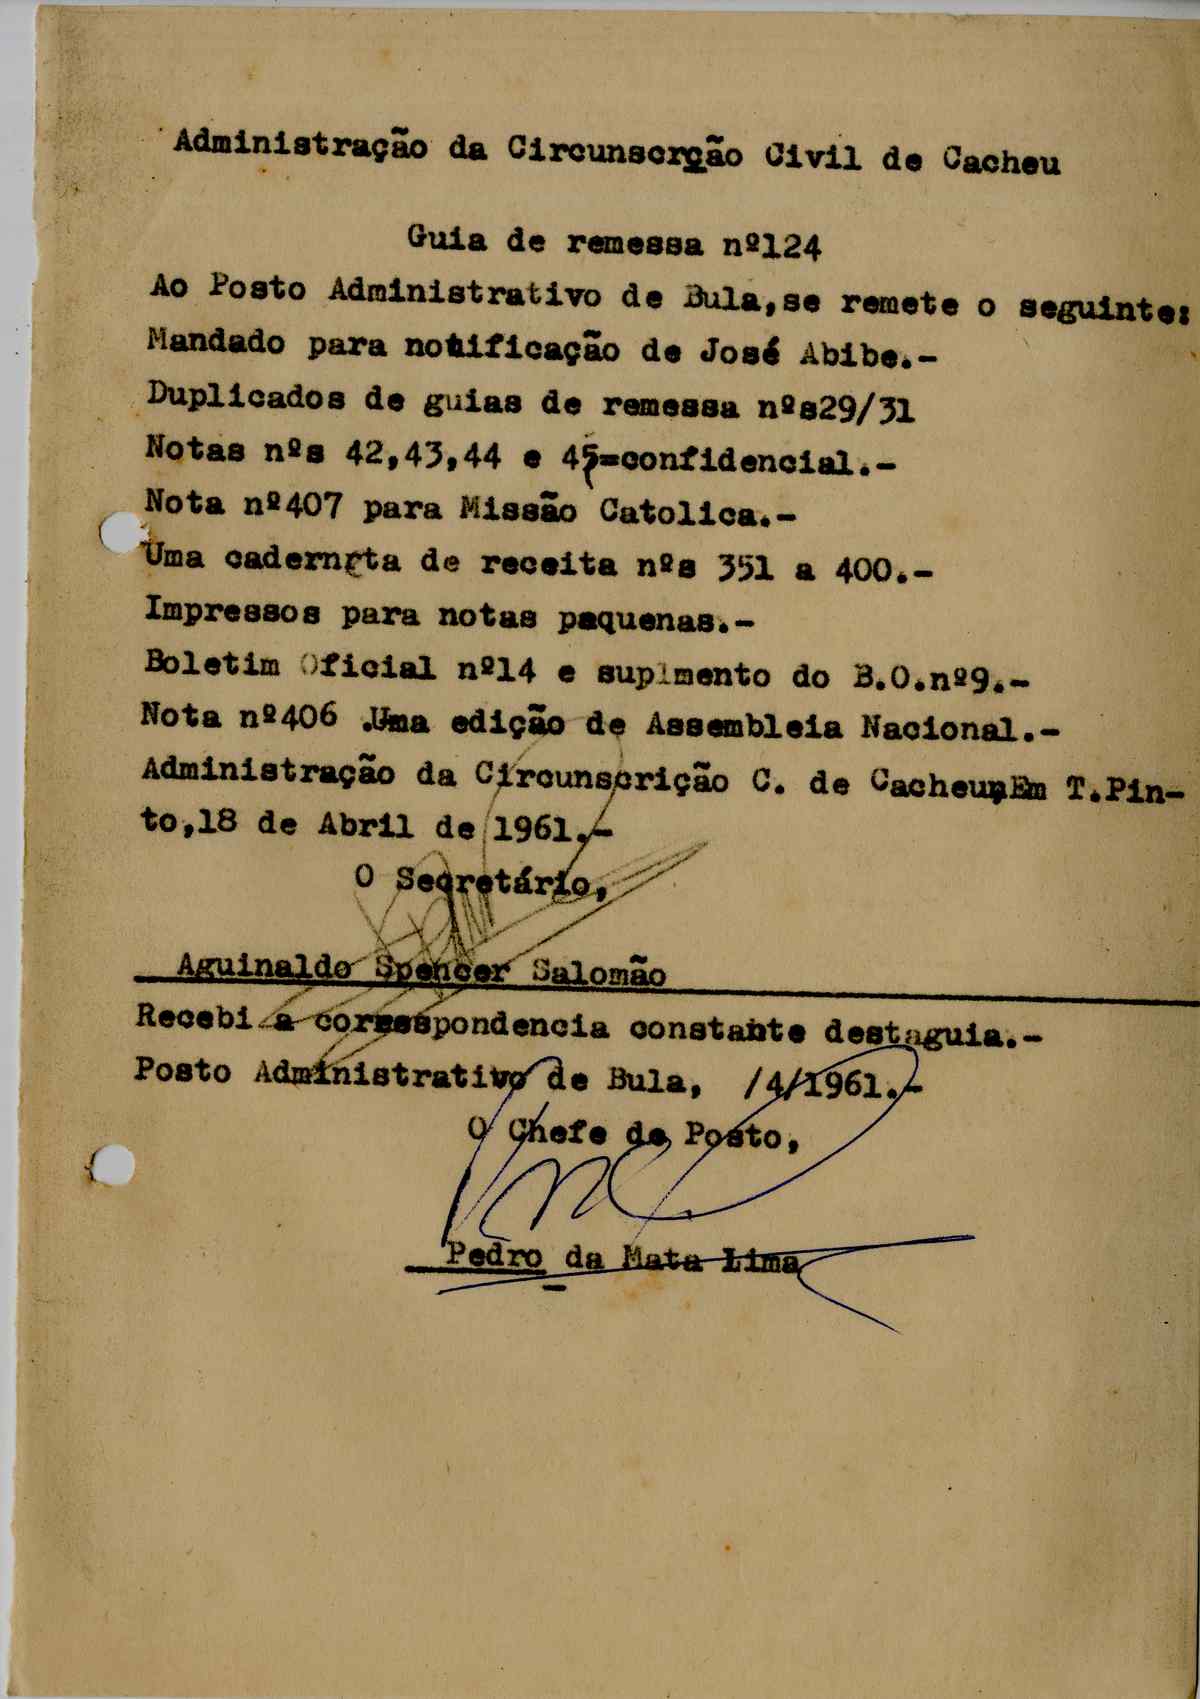 Administração da Circunscrção Civil de Cacheu
Guia de remessa nº124
Ao Posto Administrativo de Bula,se remete o seguinte:
Mandado para notificação de José Abibe.-
Duplicados de guias de remessa nºs29/31
Notas nºs 42,43,44 e 45=confidencial.-
Nota nº407 para Missão Catolica.-
Uma caderneta de receita nºs 351 a 400.-
Impressos para notas pequenas.-
Boletim Oficial nº14 e suplmento do B.O.nº9.-
Nota nº406 .Uma edição de Assembleia Nacional.-
Administração da Circunscrição C. de Cacheu,Em T.Pin-
to,18 de Abril de 1961.-
O Secretário,
Aguinaldo Spencer Salomão
Recebi a correspondencia constante destaguia.-
Posto Administrativo de Bula, /4/1961.-
O Chefe de Posto,
Pedro da Mata Lima